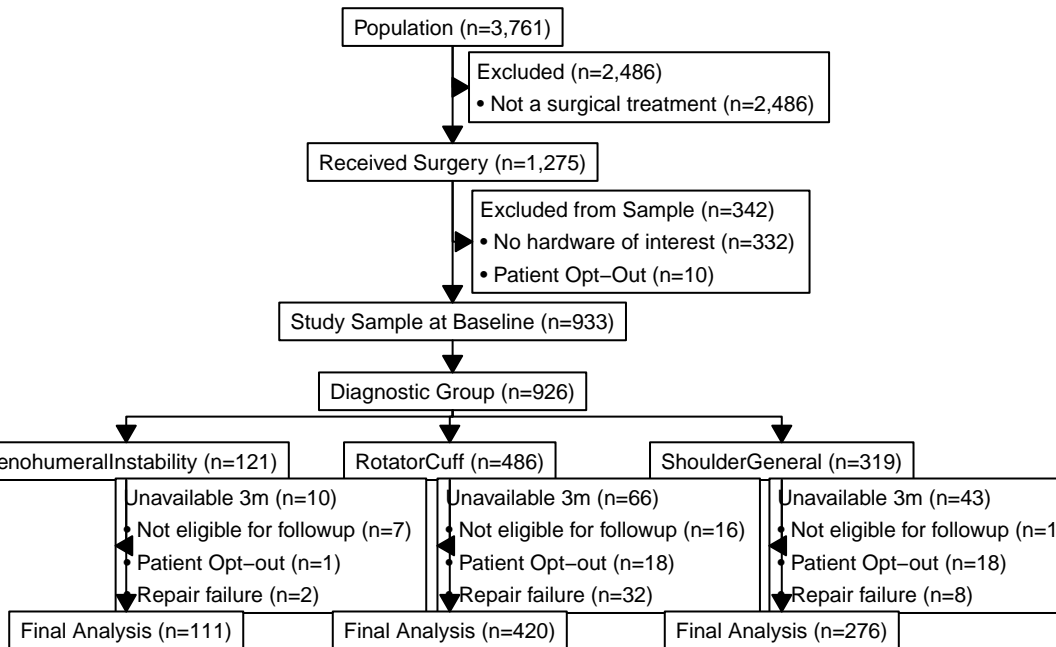 Population (n=3,761)
Excluded (n=2,486)
• Not a surgical treatment (n=2,486)
Received Surgery (n=1,275)
Excluded from Sample (n=342)
• No hardware of interest (n=332)
• Patient Opt−Out (n=10)
Study Sample at Baseline (n=933)
Diagnostic Group (n=926)
enohumeralInstability (n=121)
RotatorCuff (n=486)
ShoulderGeneral (n=319)
Unavailable 3m (n=10)
• Not eligible for followup (n=7)
• Patient Opt−out (n=1)
• Repair failure (n=2)
Unavailable 3m (n=66)
• Not eligible for followup (n=16)
• Patient Opt−out (n=18)
• Repair failure (n=32)
Unavailable 3m (n=43)
• Not eligible for followup (n=1
• Patient Opt−out (n=18)
• Repair failure (n=8)
Final Analysis (n=111)
Final Analysis (n=420)
Final Analysis (n=276)